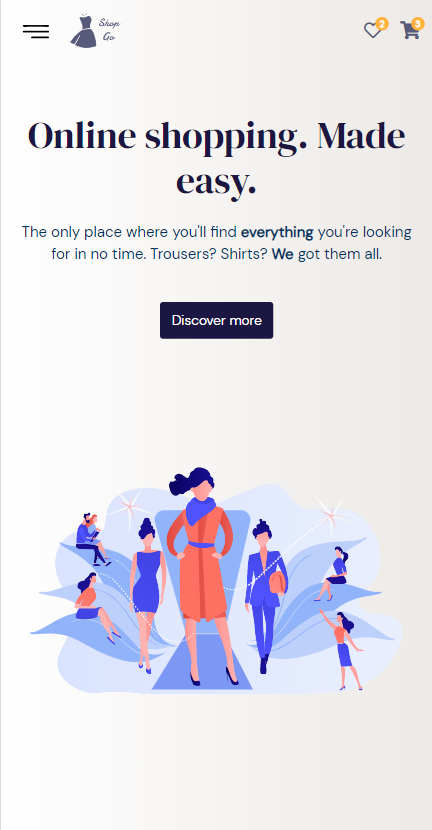 Shop
Go
2
3
Online shopping. Made
easy.
The only place where you'll find everything you're looking
for in no time. Trousers? Shirts? We got them all.
Discover more